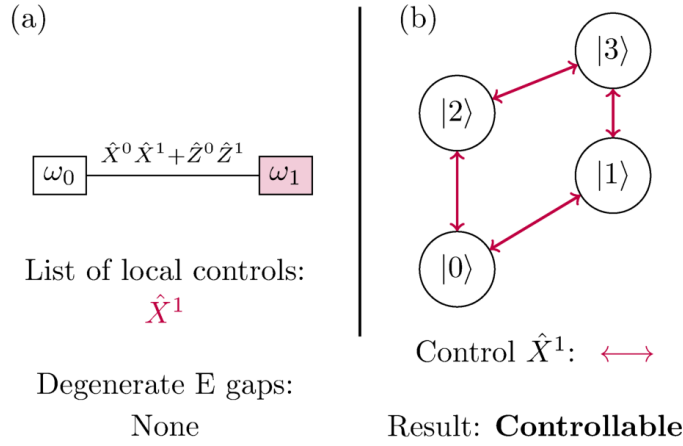 (a)
ω₀
X̂⁰X̂¹+Ẑ⁰Ẑ¹
ω₁
List of local controls:
X̂¹
Degenerate E gaps:
None
(b)
|3⟩
|2⟩
|1⟩
|0⟩
Control X̂¹:
Result: Controllable